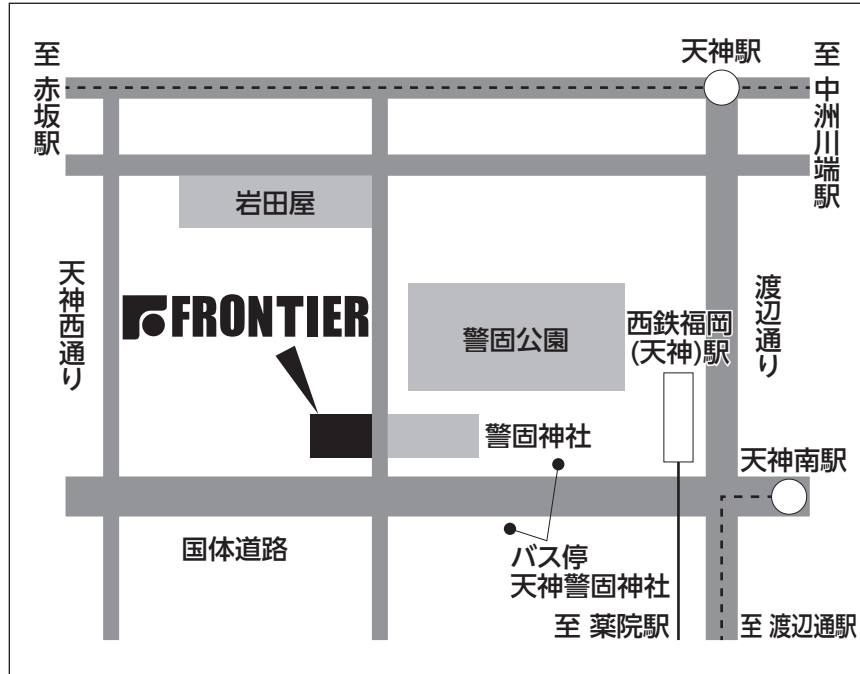 天神駅
至 赤坂駅
至 中洲川端駅
岩田屋
天神西通り
FRONTIER
警固公園
西鉄福岡
(天神)駅
渡辺通り
警固神社
天神南駅
国体道路
バス停
天神警固神社
至 薬院駅
至 渡辺通駅